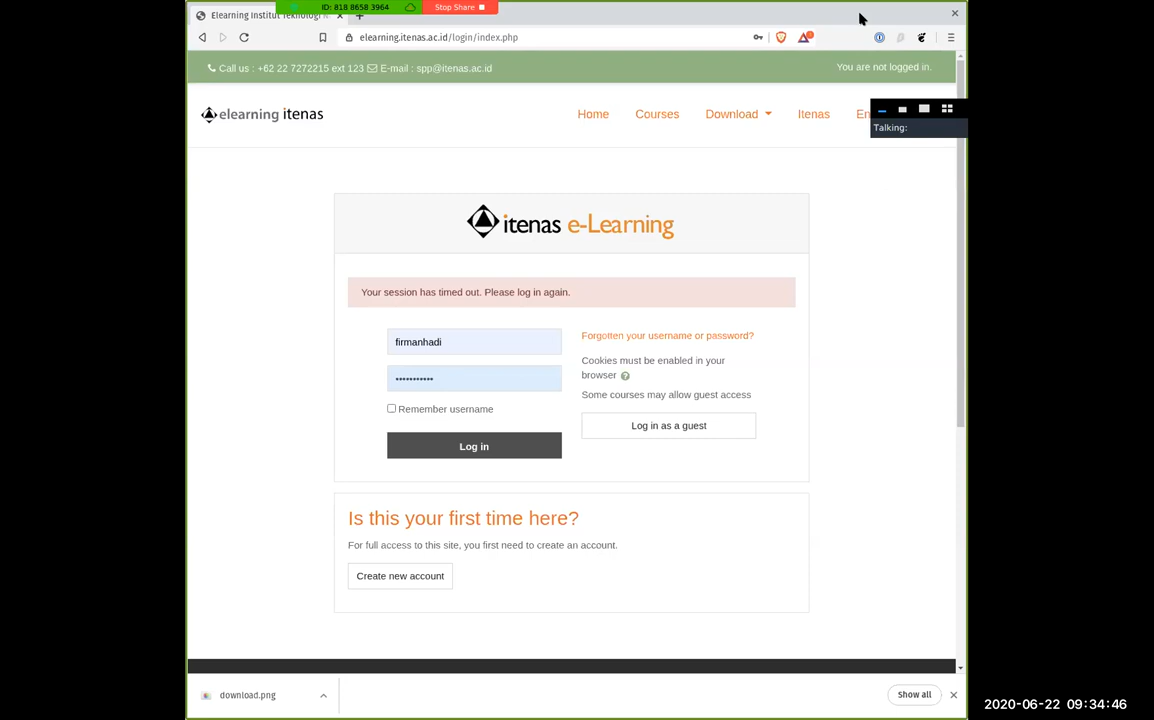 ID: 818 8658 3964
Stop Share
Elearning Institut Teknologi N
elearning.itenas.ac.id/login/index.php
Call us : +62 22 7272215 ext 123 E-mail : spp@itenas.ac.id
You are not logged in.
elearning itenas
Home
Courses
Download
Itenas
Talking:
itenas e-Learning
Your session has timed out. Please log in again.
firmanhadi
•••••••••••
Forgotten your username or password?
Cookies must be enabled in your
browser
Some courses may allow guest access
Remember username
Log in as a guest
Log in
Is this your first time here?
For full access to this site, you first need to create an account.
Create new account
download.png
Show all
2020-06-22 09:34:46